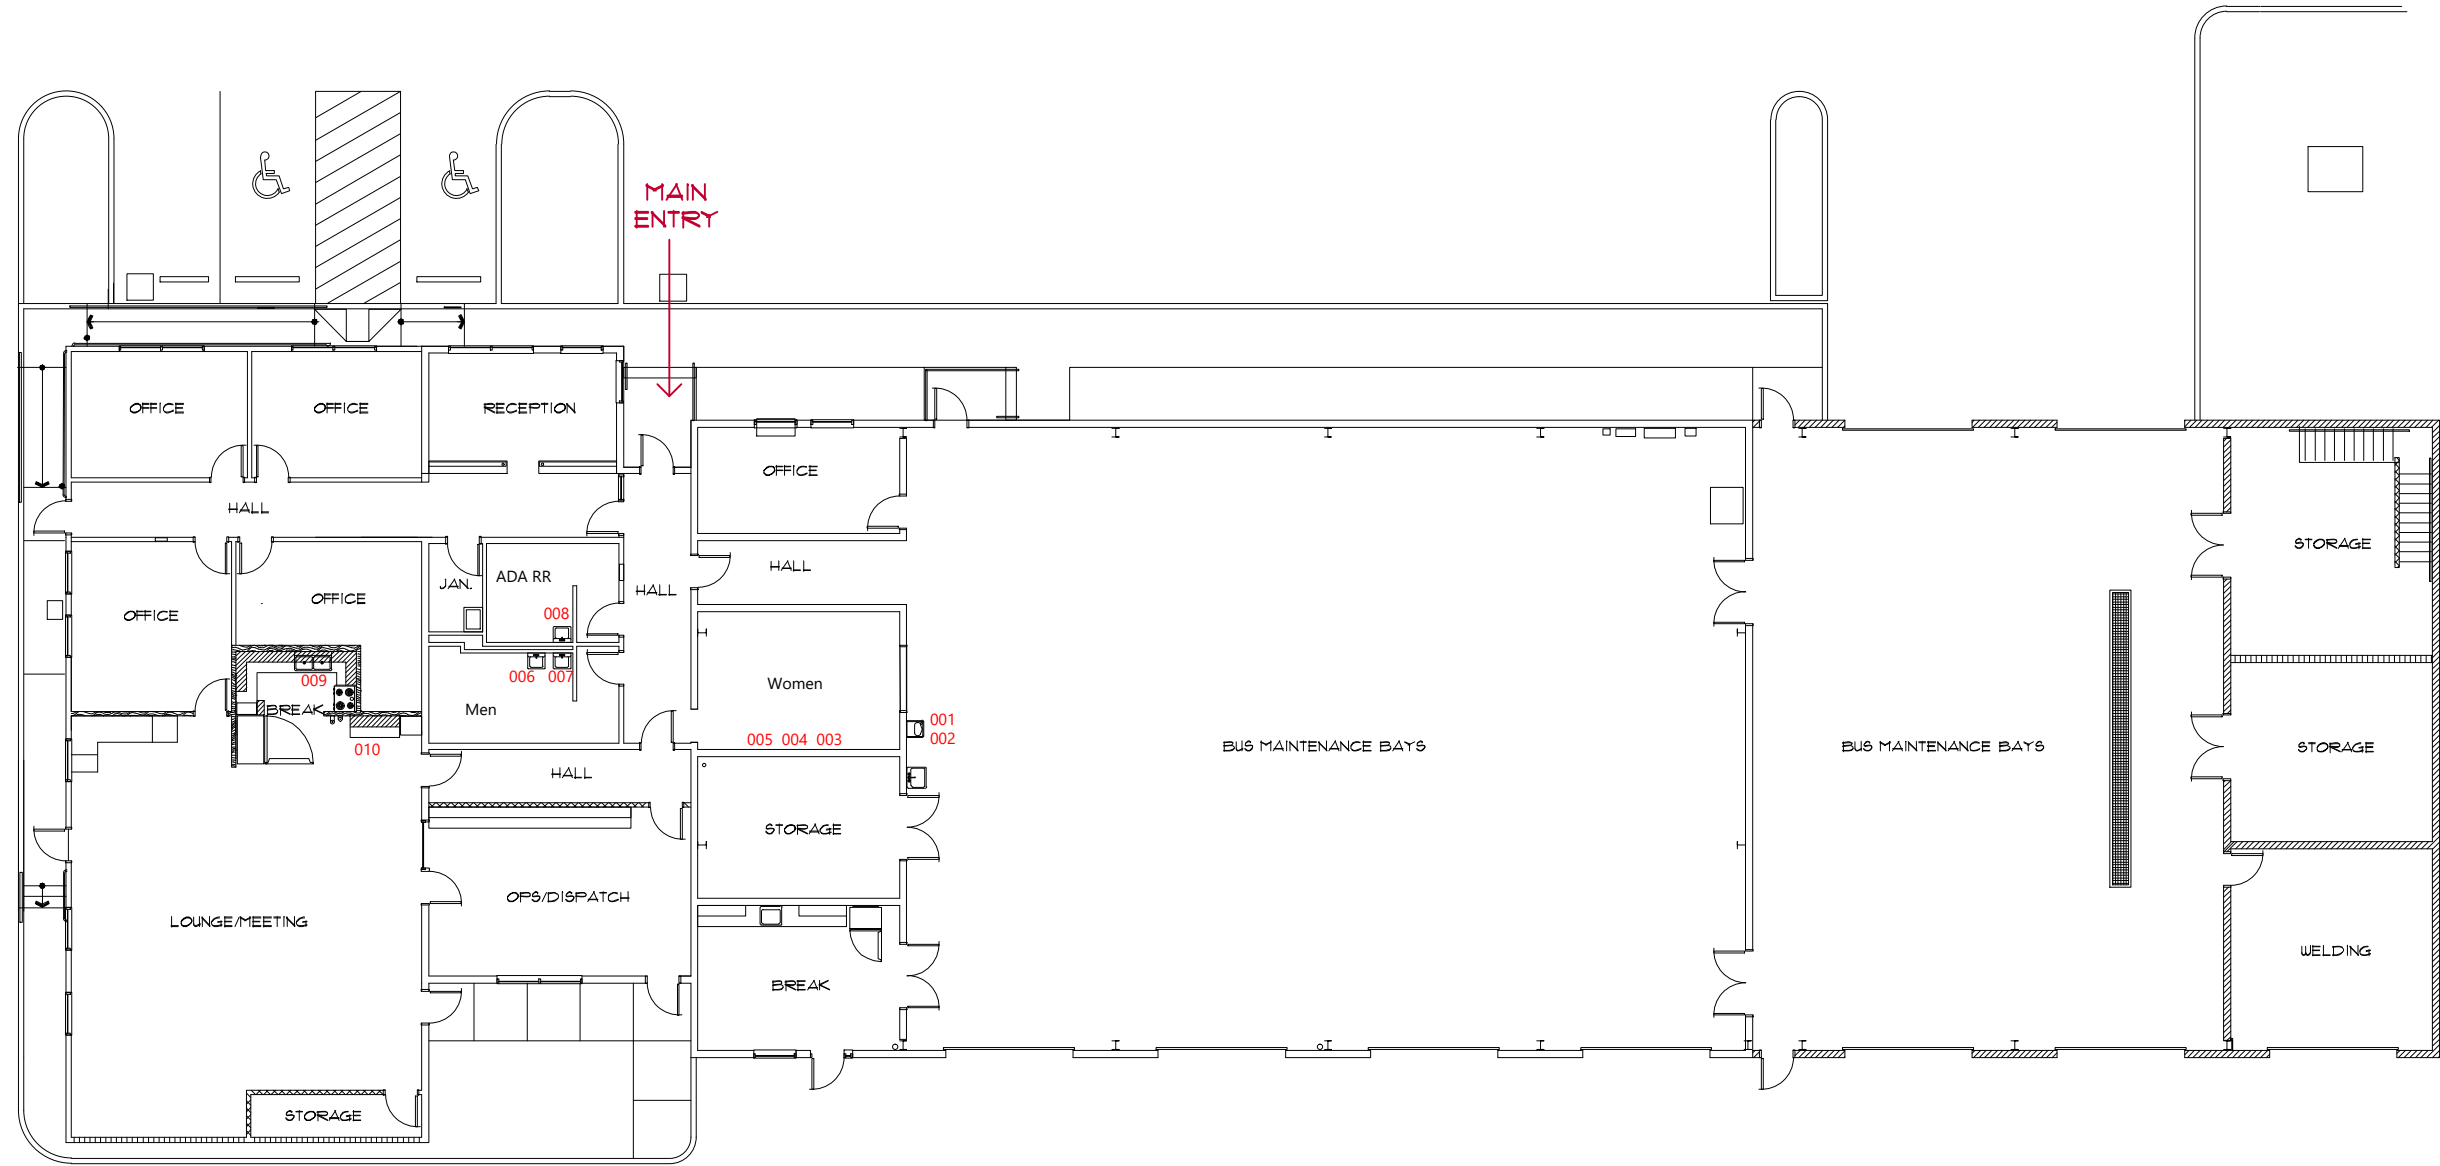 MAIN
ENTRY
OFFICE
OFFICE
RECEPTION
OFFICE
HALL
STORAGE
HALL
ADA RR
JAN.
HALL
OFFICE
OFFICE
008
006 007
009
Women
Men
BREAK
001
002
005 004 003
010
BUS MAINTENANCE BAYS
BUS MAINTENANCE BAYS
STORAGE
HALL
STORAGE
OPS/DISPATCH
LOUNGE/MEETING
WELDING
BREAK
STORAGE